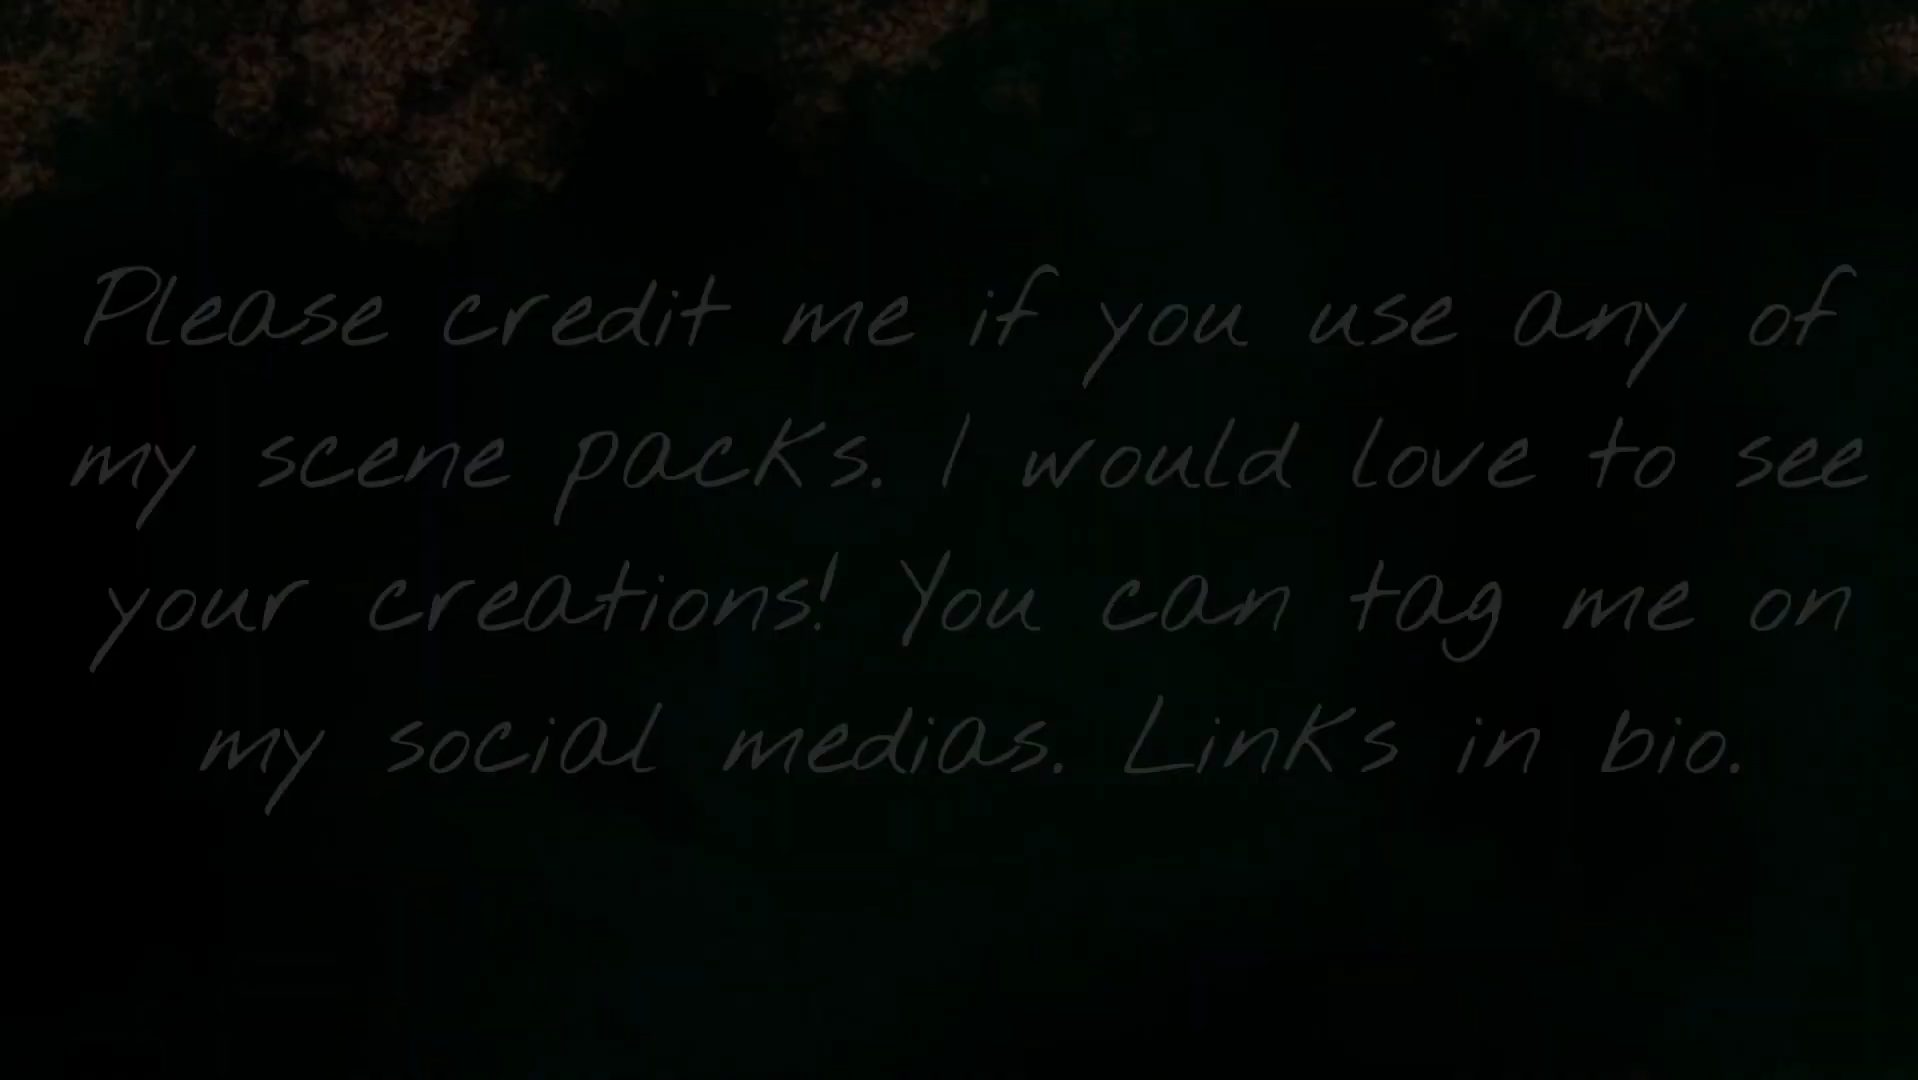 Please credit me if you use any of
my scene packs. I would love to see
your creations! You can tag me on
my social medias. Links in bio.